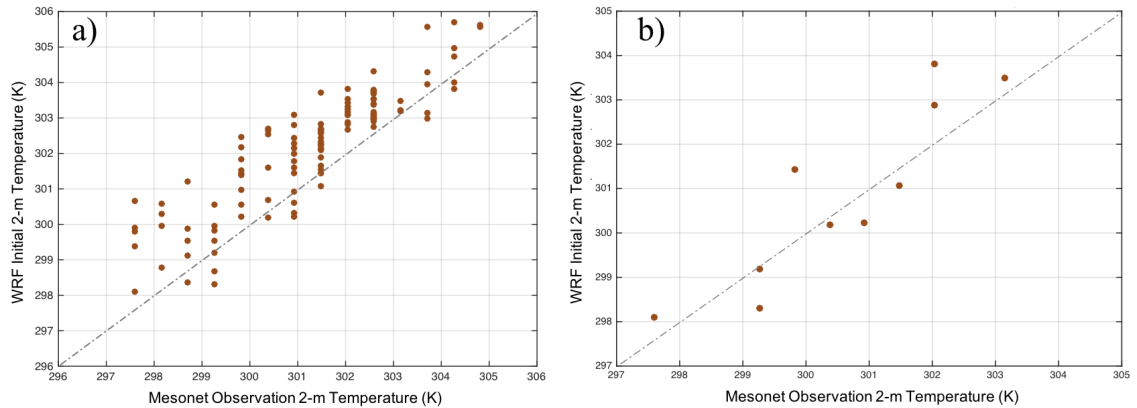 a)
WRF Initial 2-m Temperature (K)
306
305
304
303
302
301
300
299
298
297
296
296 297 298 299 300 301 302 303 304 305 306
Mesonet Observation 2-m Temperature (K)
b)
WRF Initial 2-m Temperature (K)
305
304
303
302
301
300
299
298
297
297 298 299 300 301 302 303 304 305
Mesonet Observation 2-m Temperature (K)